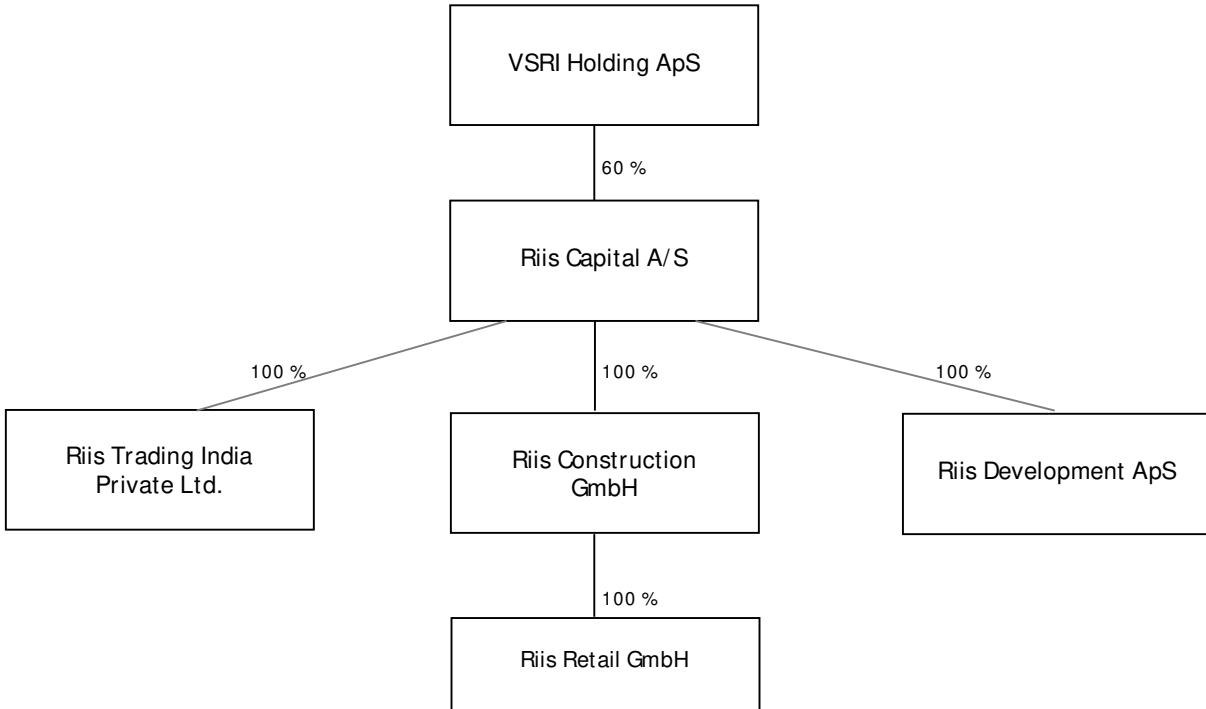 VSRI Holding ApS
60 %
Riis Capital A/S
100 %
100 %
100 %
Riis Trading India
Private Ltd.
Riis Construction
GmbH
Riis Development ApS
100 %
Riis Retail GmbH